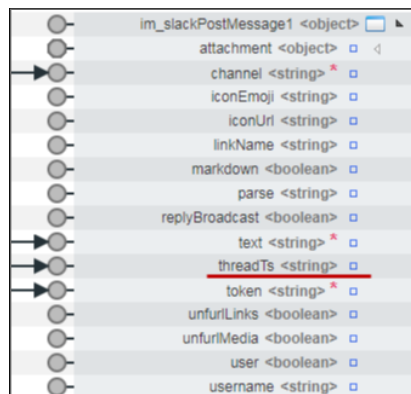 im_slackPostMessage1 <object>
attachment <object>
channel <string> *
iconEmoji <string>
iconUrl <string>
linkName <string>
markdown <boolean>
parse <string>
replyBroadcast <boolean>
text <string> *
threadTs <string>
token <string> *
unfurlLinks <boolean>
unfurlMedia <boolean>
user <boolean>
username <string>